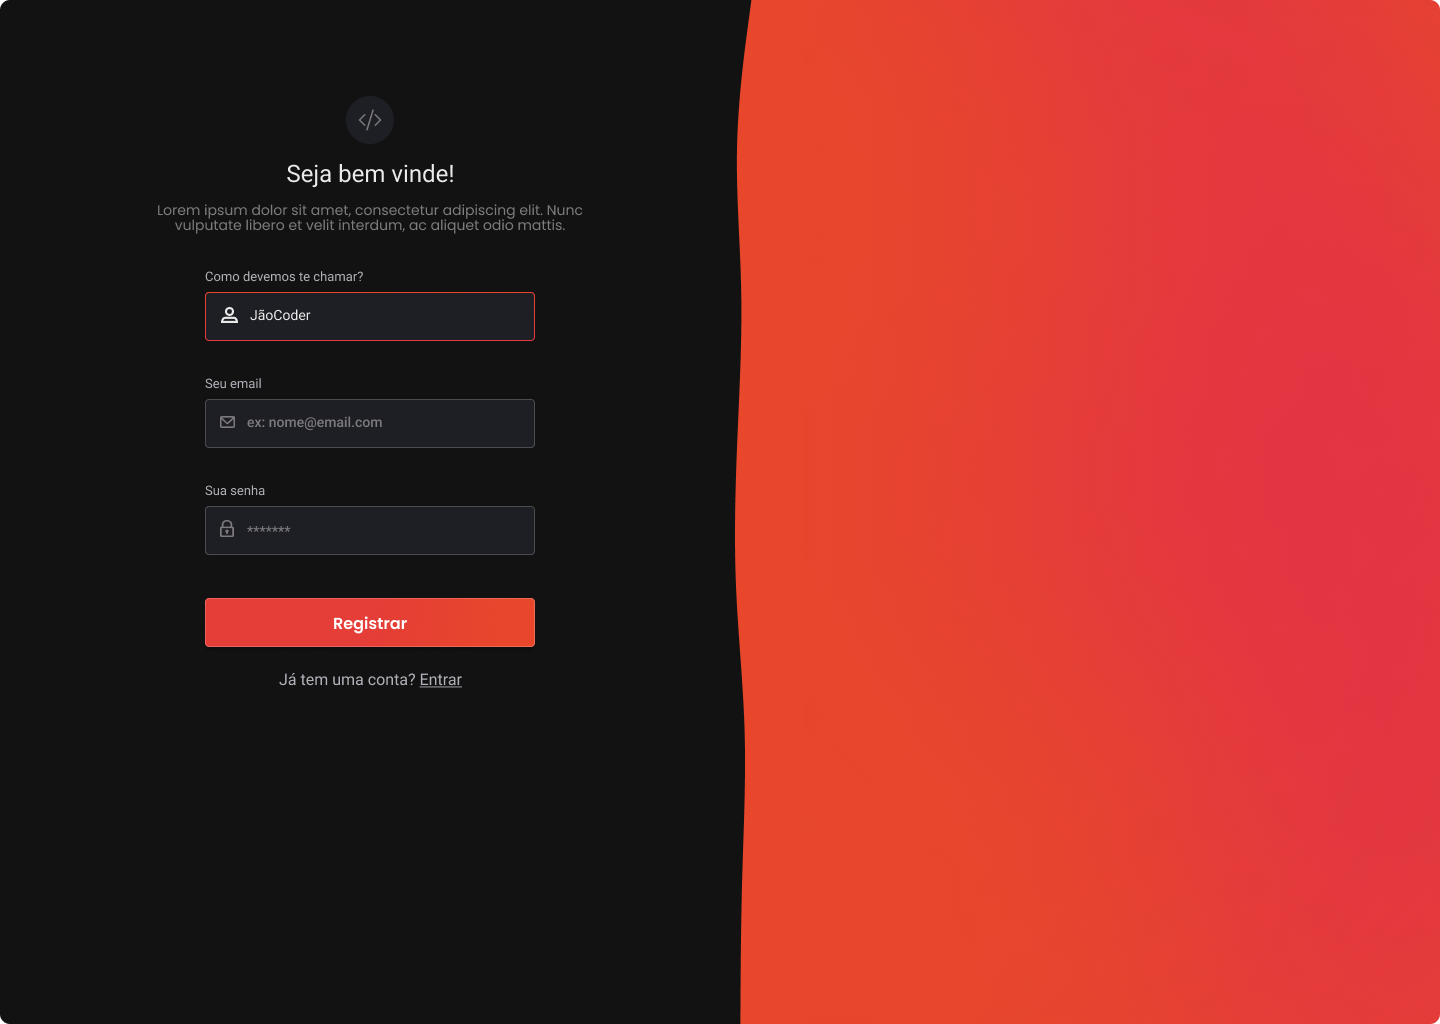 </>
Seja bem vinde!
Lorem ipsum dolor sit amet, consectetur adipiscing elit. Nunc
vulputate libero et velit interdum, ac aliquet odio mattis.
Como devemos te chamar?
JãoCoder
Seu email
ex: nome@email.com
Sua senha
*******
Registrar
Já tem uma conta? Entrar